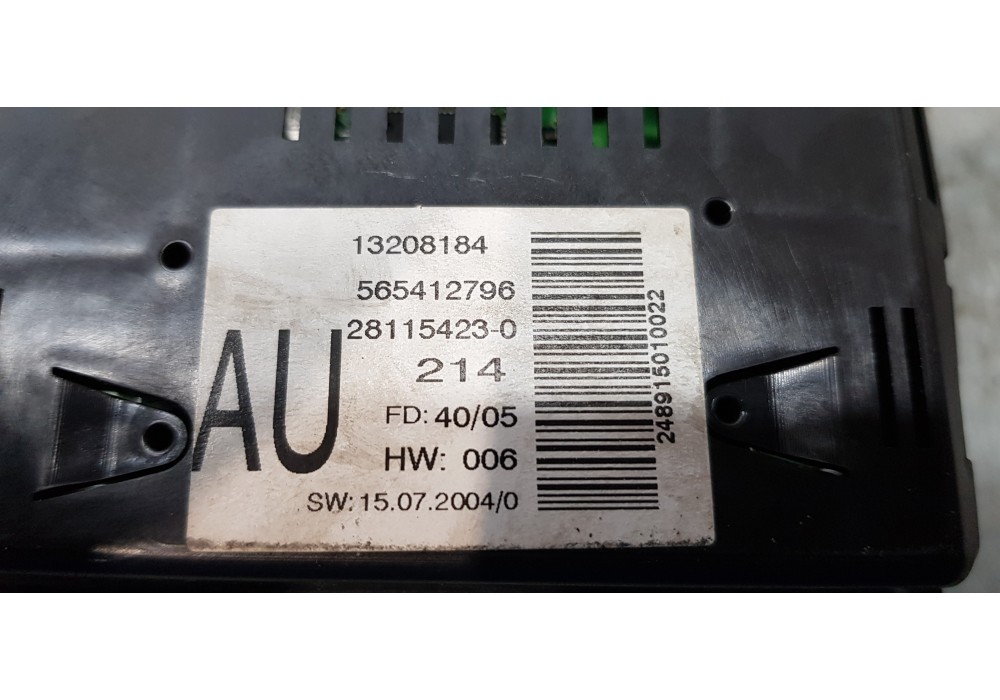 13208184
565412796
28115423-0
214
AU
FD: 40/05
HW: 006
SW: 15.07.2004/0
248915010022